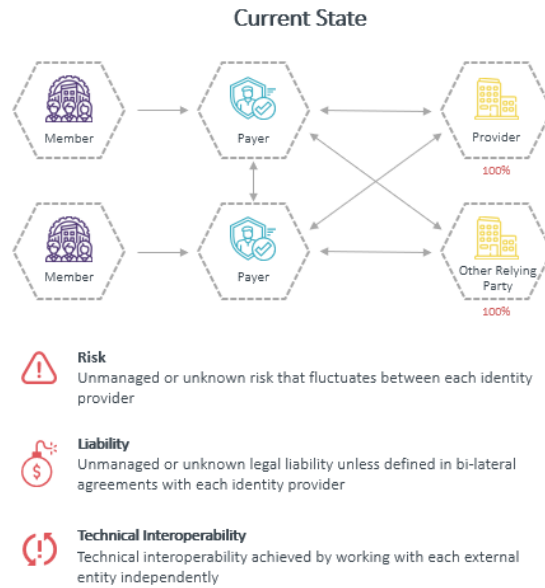 Current State
Member
Payer
Provider
100%
Member
Payer
Other Relying
Party
100%
Risk
Unmanaged or unknown risk that fluctuates between each identity
provider
Liability
Unmanaged or unknown legal liability unless defined in bi-lateral
agreements with each identity provider
Technical Interoperability
Technical interoperability achieved by working with each external
entity independently